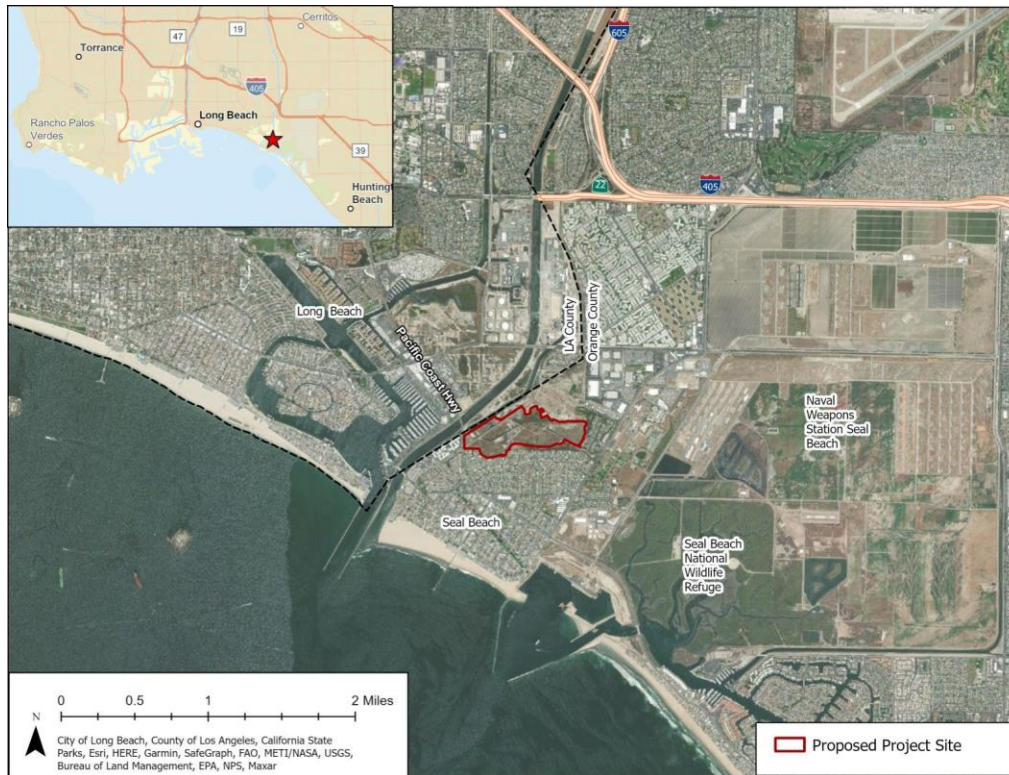 Cerritos
Torrance
47
19
405
Long Beach
Rancho Palos
Verdes
39
Hunting
Beach
605
22
405
Long Beach
Pacific Coast Hwy
LA County
Orange County
Naval
Weapons
Station Seal
Beach
Seal Beach
Seal Beach
National
Wildlife
Refuge
0 0.5 1 2 Miles
N
City of Long Beach, County of Los Angeles, California State
Parks, Esri, HERE, Garmin, SafeGraph, FAO, METI/NASA, USGS,
Bureau of Land Management, EPA, NPS, Maxar
Proposed Project Site